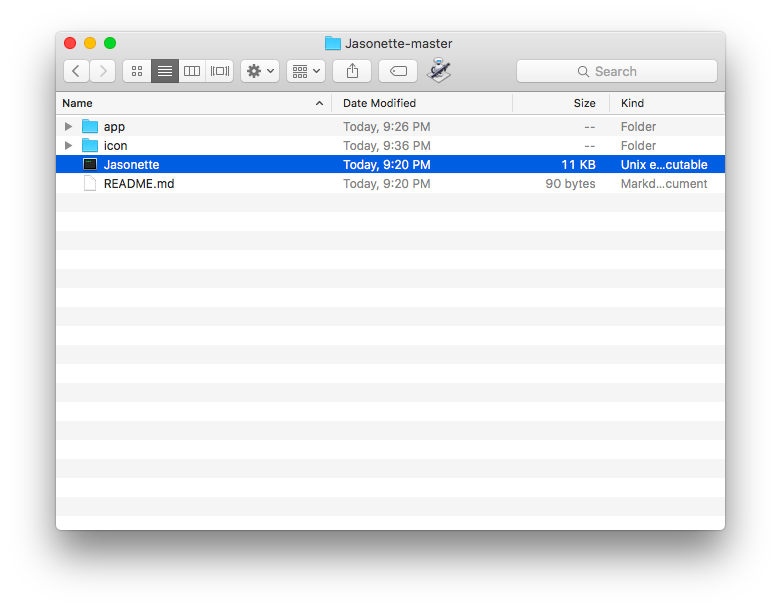 Jasonette-master
Search
Name Date Modified Size Kind
app Today, 9:26 PM -- Folder
icon Today, 9:36 PM -- Folder
Jasonette Today, 9:20 PM 11 KB Unix e...cutable
README.md Today, 9:20 PM 90 bytes Markd...cument